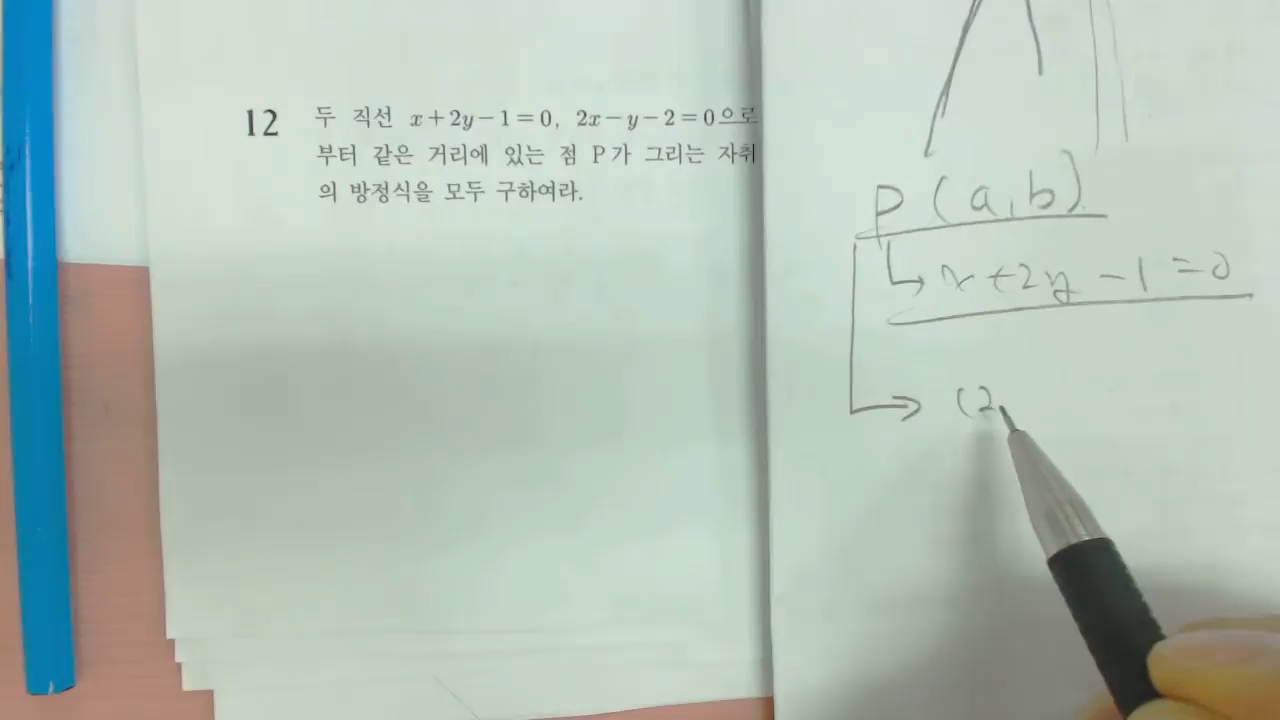 12 두 직선 x+2y-1=0, 2x-y-2=0으로
부터 같은 거리에 있는 점 P가 그리는 자취
의 방정식을 모두 구하여라.
P(a,b)
x+2y-1=0
(2